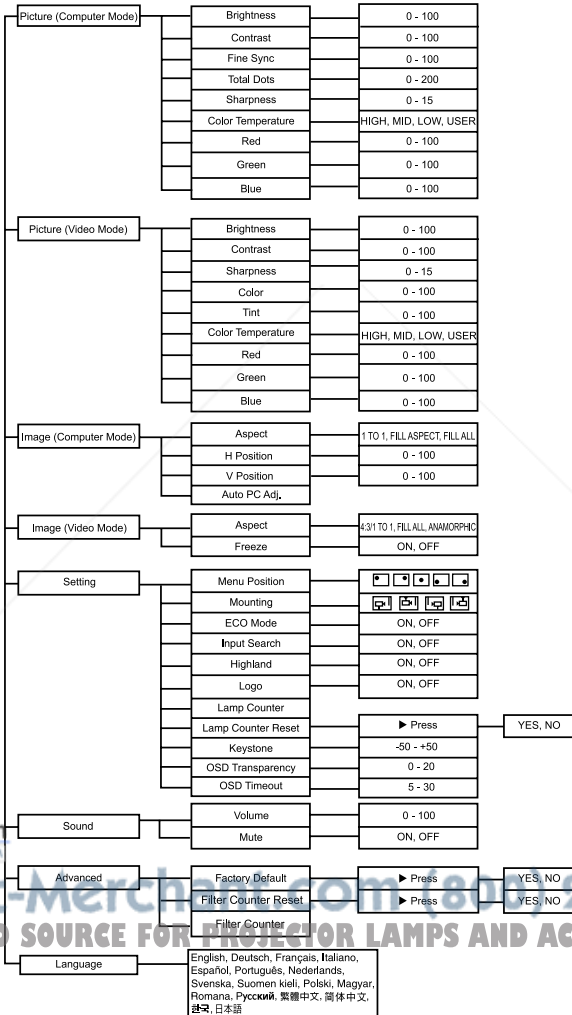 Picture (Computer Mode)
Brightness 0 - 100
Contrast 0 - 100
Fine Sync 0 - 100
Total Dots 0 - 200
Sharpness 0 - 15
Color Temperature HIGH, MID, LOW, USER
Red 0 - 100
Green 0 - 100
Blue 0 - 100
Picture (Video Mode)
Brightness 0 - 100
Contrast 0 - 100
Sharpness 0 - 15
Color 0 - 100
Tint 0 - 100
Color Temperature HIGH, MID, LOW, USER
Red 0 - 100
Green 0 - 100
Blue 0 - 100
Image (Computer Mode)
Aspect 1 TO 1, FILL ASPECT, FILL ALL
H Position 0 - 100
V Position 0 - 100
Auto PC Adj.
Image (Video Mode)
Aspect 4:3/1 TO 1, FILL ALL, ANAMORPHIC
Freeze ON, OFF
Setting
Menu Position
Mounting
ECO Mode ON, OFF
Input Search ON, OFF
Highland ON, OFF
Logo ON, OFF
Lamp Counter
Lamp Counter Reset ▶ Press YES, NO
Keystone -50 - +50
OSD Transparency 0 - 20
OSD Timeout 5 - 30
Sound
Volume 0 - 100
Mute ON, OFF
Advanced
Factory Default ▶ Press YES, NO
-Merchant.com (800)
Filter Counter Reset ▶ Press YES, NO
Filter Counter
SOURCE FOR PROJECTOR LAMPS AND
Language
English, Deutsch, Français, Italiano,
Español, Português, Nederlands,
Svenska, Suomen kieli, Polski, Magyar,
Romana, Русский, 繁體中文, 简体中文,
한국, 日本語